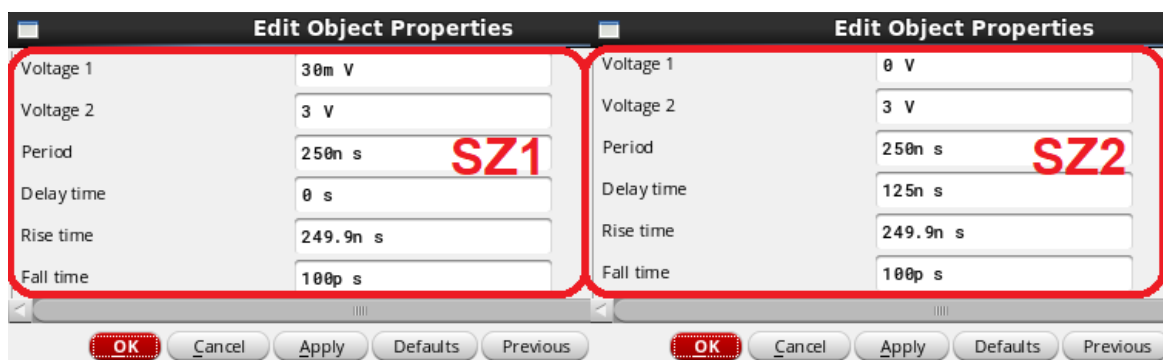 Edit Object Properties
Voltage 1 30m V
Voltage 2 3 V
Period 250n s
Delay time 0 s
Rise time 249.9n s
Fall time 100p s
SZ1
OK Cancel Apply Defaults Previous
Edit Object Properties
Voltage 1 0 V
Voltage 2 3 V
Period 250n s
Delay time 125n s
Rise time 249.9n s
Fall time 100p s
SZ2
OK Cancel Apply Defaults Previous